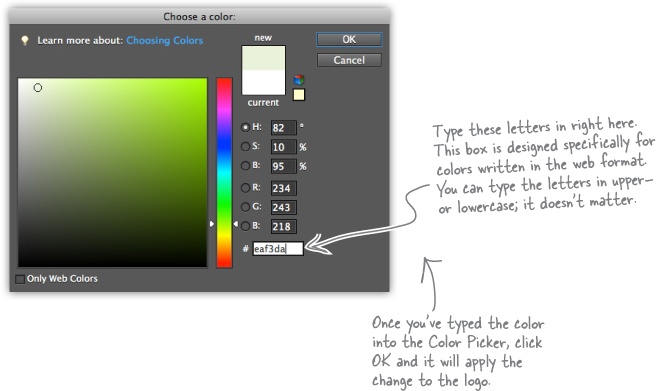 Choose a color:
Learn more about: Choosing Colors
new
OK
Cancel
current
H: 82 °
S: 10 %
B: 95 %
R: 234
G: 243
B: 218
# eaf3da
Only Web Colors
Type these letters in right here.
This box is designed specifically for
colors written in the web format.
You can type the letters in upper–
or lowercase; it doesn't matter.
Once you've typed the color
into the Color Picker, click
OK and it will apply the
change to the logo.